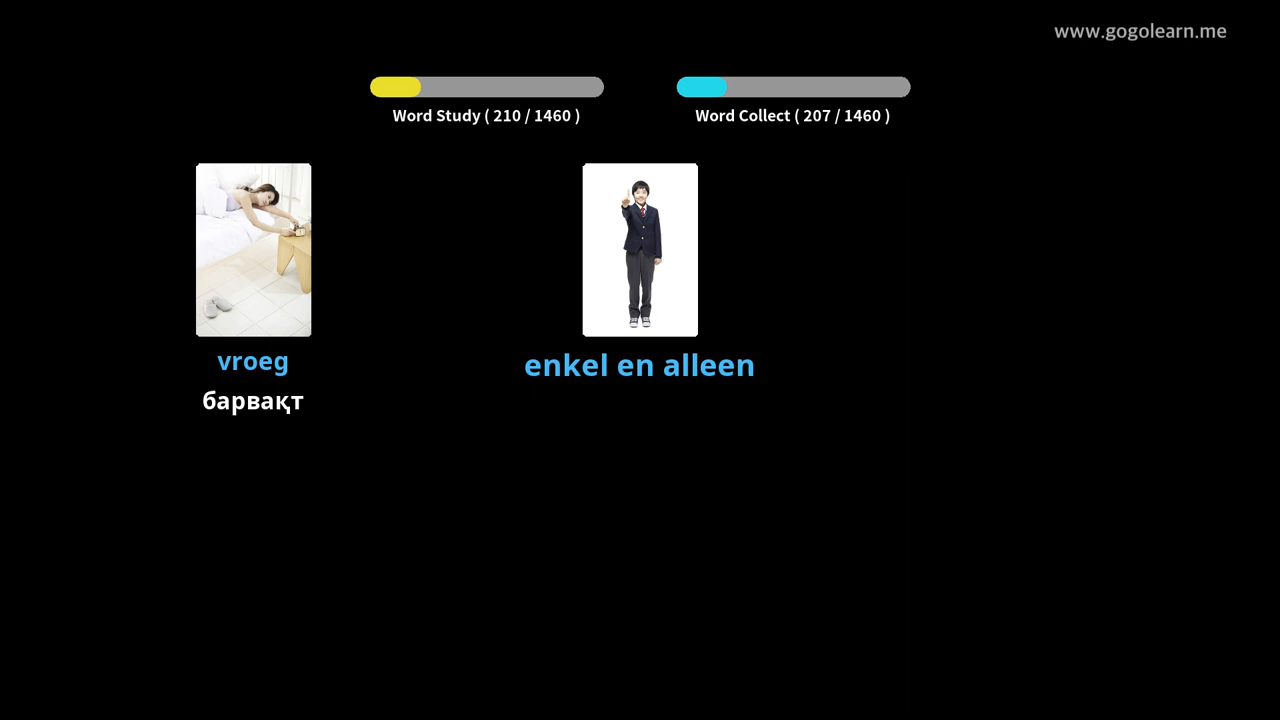 www.gogolearn.me
Word Study ( 210 / 1460 )
Word Collect ( 207 / 1460 )
vroeg
барвақт
enkel en alleen